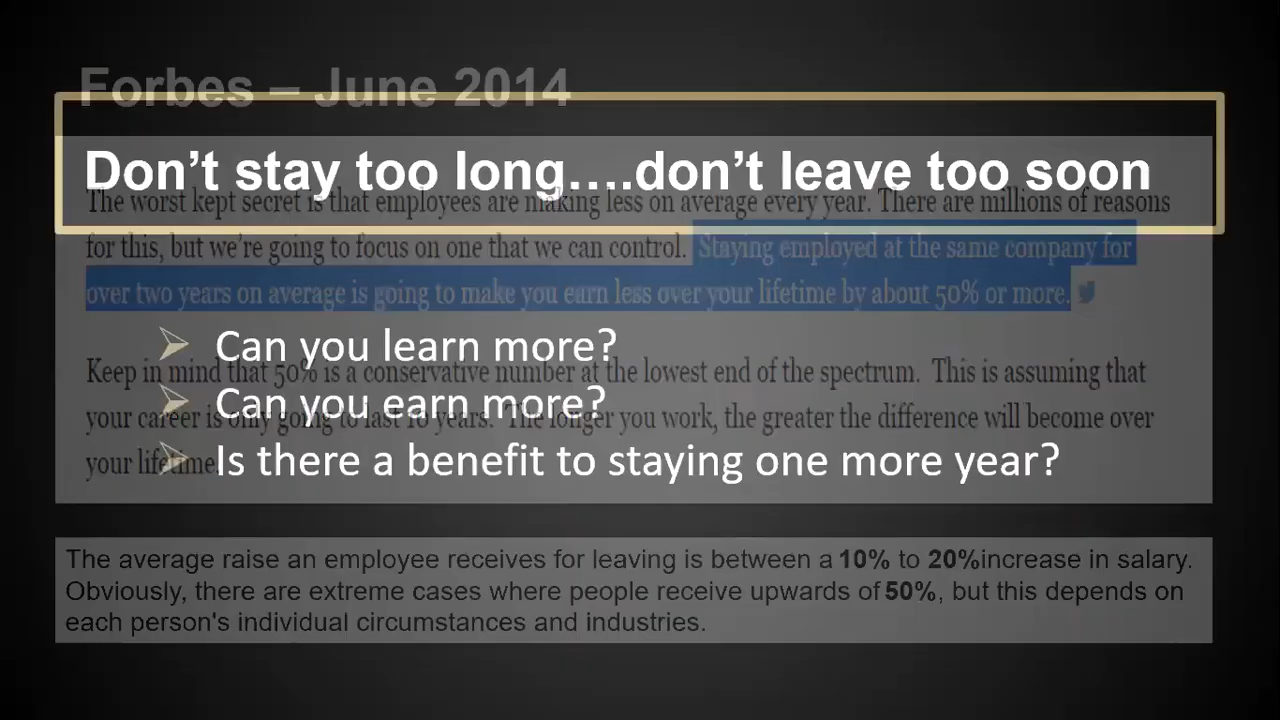 Forbes – June 2014
Don’t stay too long….don’t leave too soon
The worst kept secret is that employees are making less on average every year. There are millions of reasons
for this, but we’re going to focus on one that we can control. Staying employed at the same company for
over two years on average is going to make you earn less over your lifetime by about 50% or more.
Can you learn more?
Keep in mind that 50% is a conservative number at the lowest end of the spectrum. This is assuming that
Can you earn more?
your career is only going to last 10 years. The longer you work, the greater the difference will become over
Is there a benefit to staying one more year?
your lifetime.
The average raise an employee receives for leaving is between a 10% to 20%increase in salary.
Obviously, there are extreme cases where people receive upwards of 50%, but this depends on
each person's individual circumstances and industries.